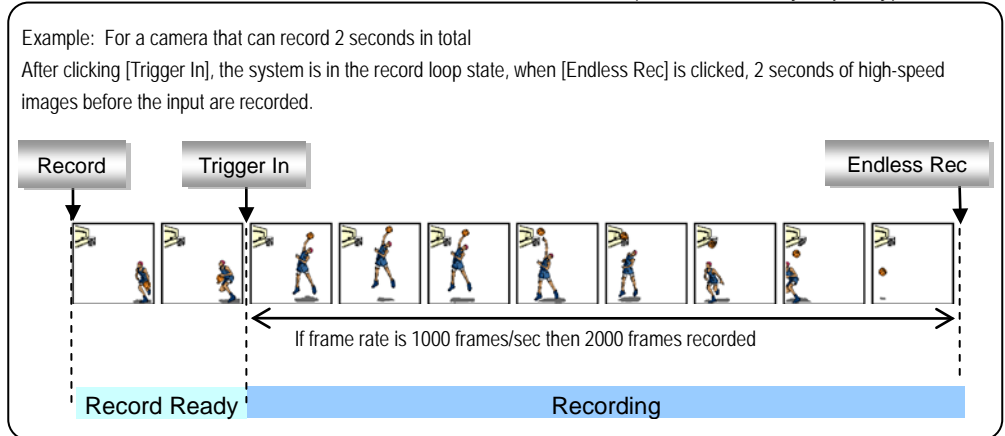 Example: For a camera that can record 2 seconds in total
After clicking [Trigger In], the system is in the record loop state, when [Endless Rec] is clicked, 2 seconds of high-speed
images before the input are recorded.
Record
Trigger In
Endless Rec
If frame rate is 1000 frames/sec then 2000 frames recorded
Record Ready
Recording